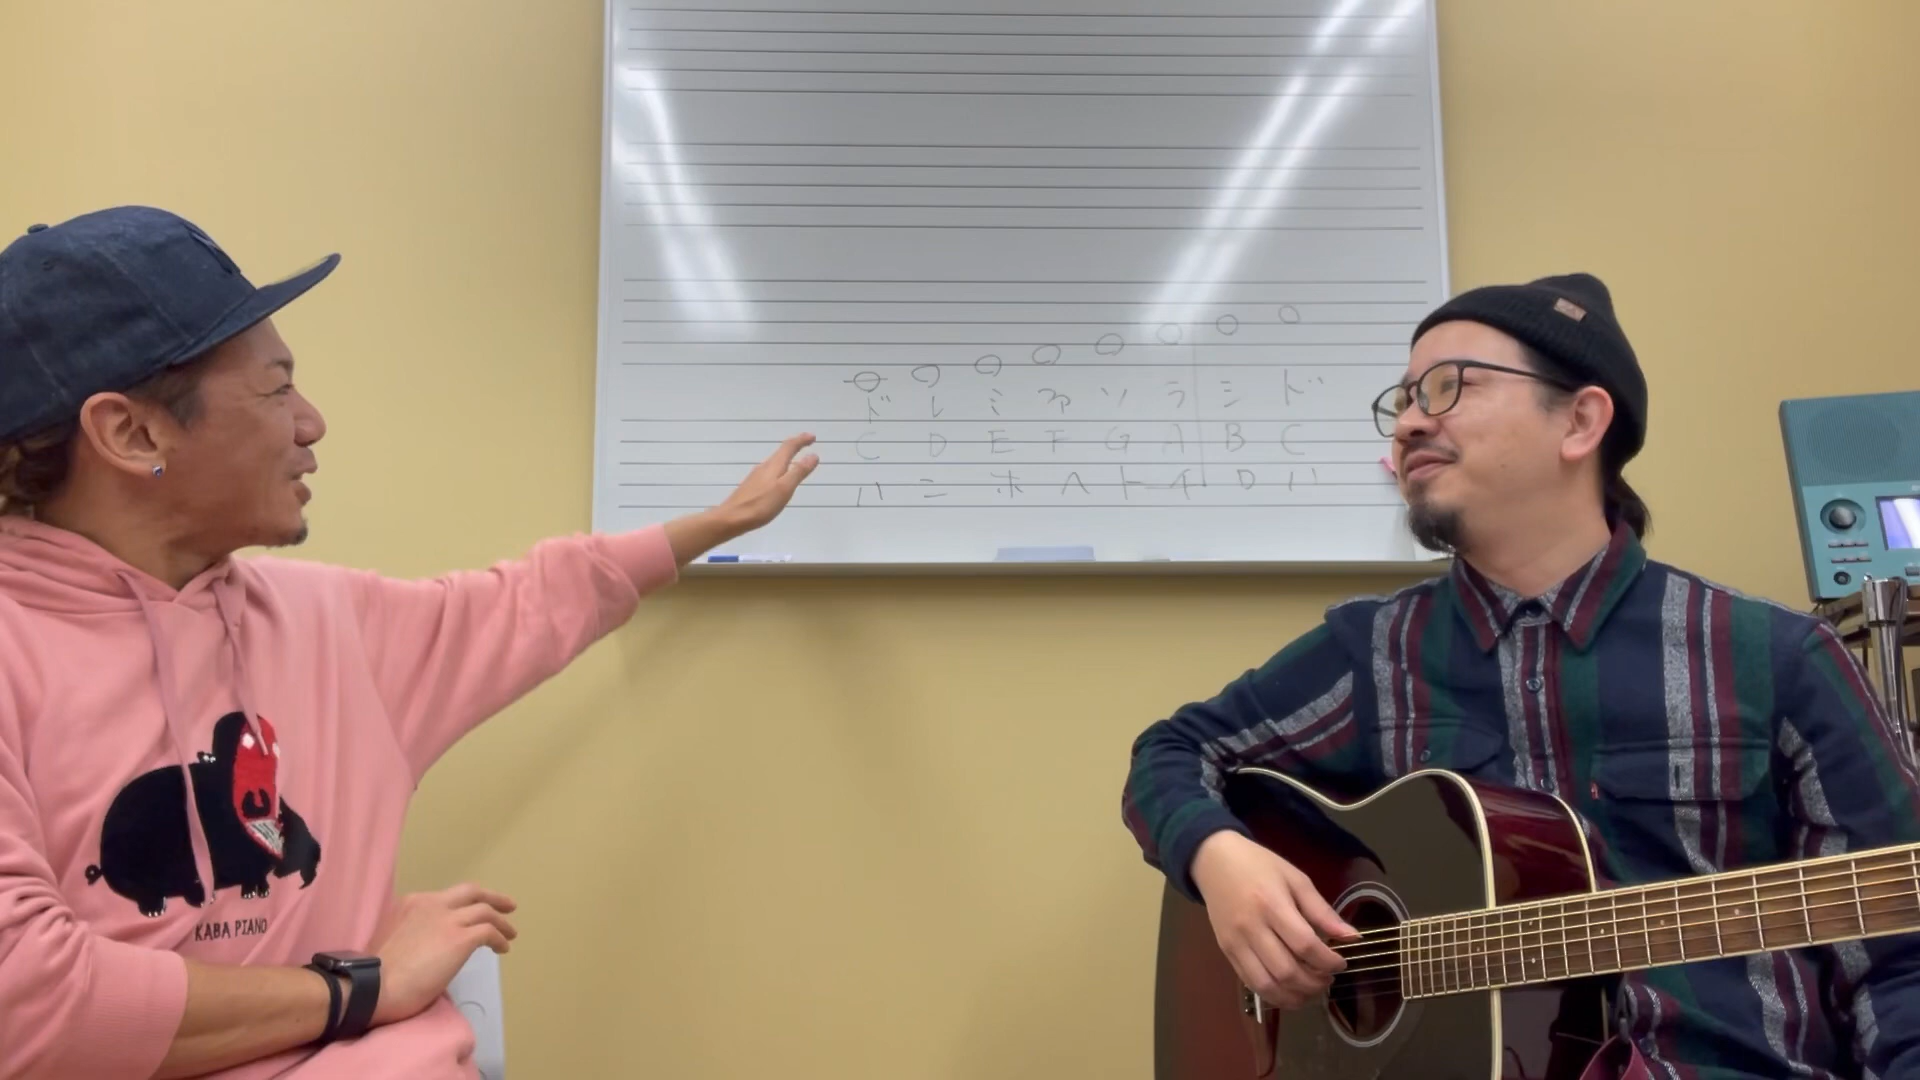 ド レ ミ ファ ソ ラ シ ド
C D E F G A B C
ハ ニ ホ ヘ ト イ ロ ハ
KABA PIANO